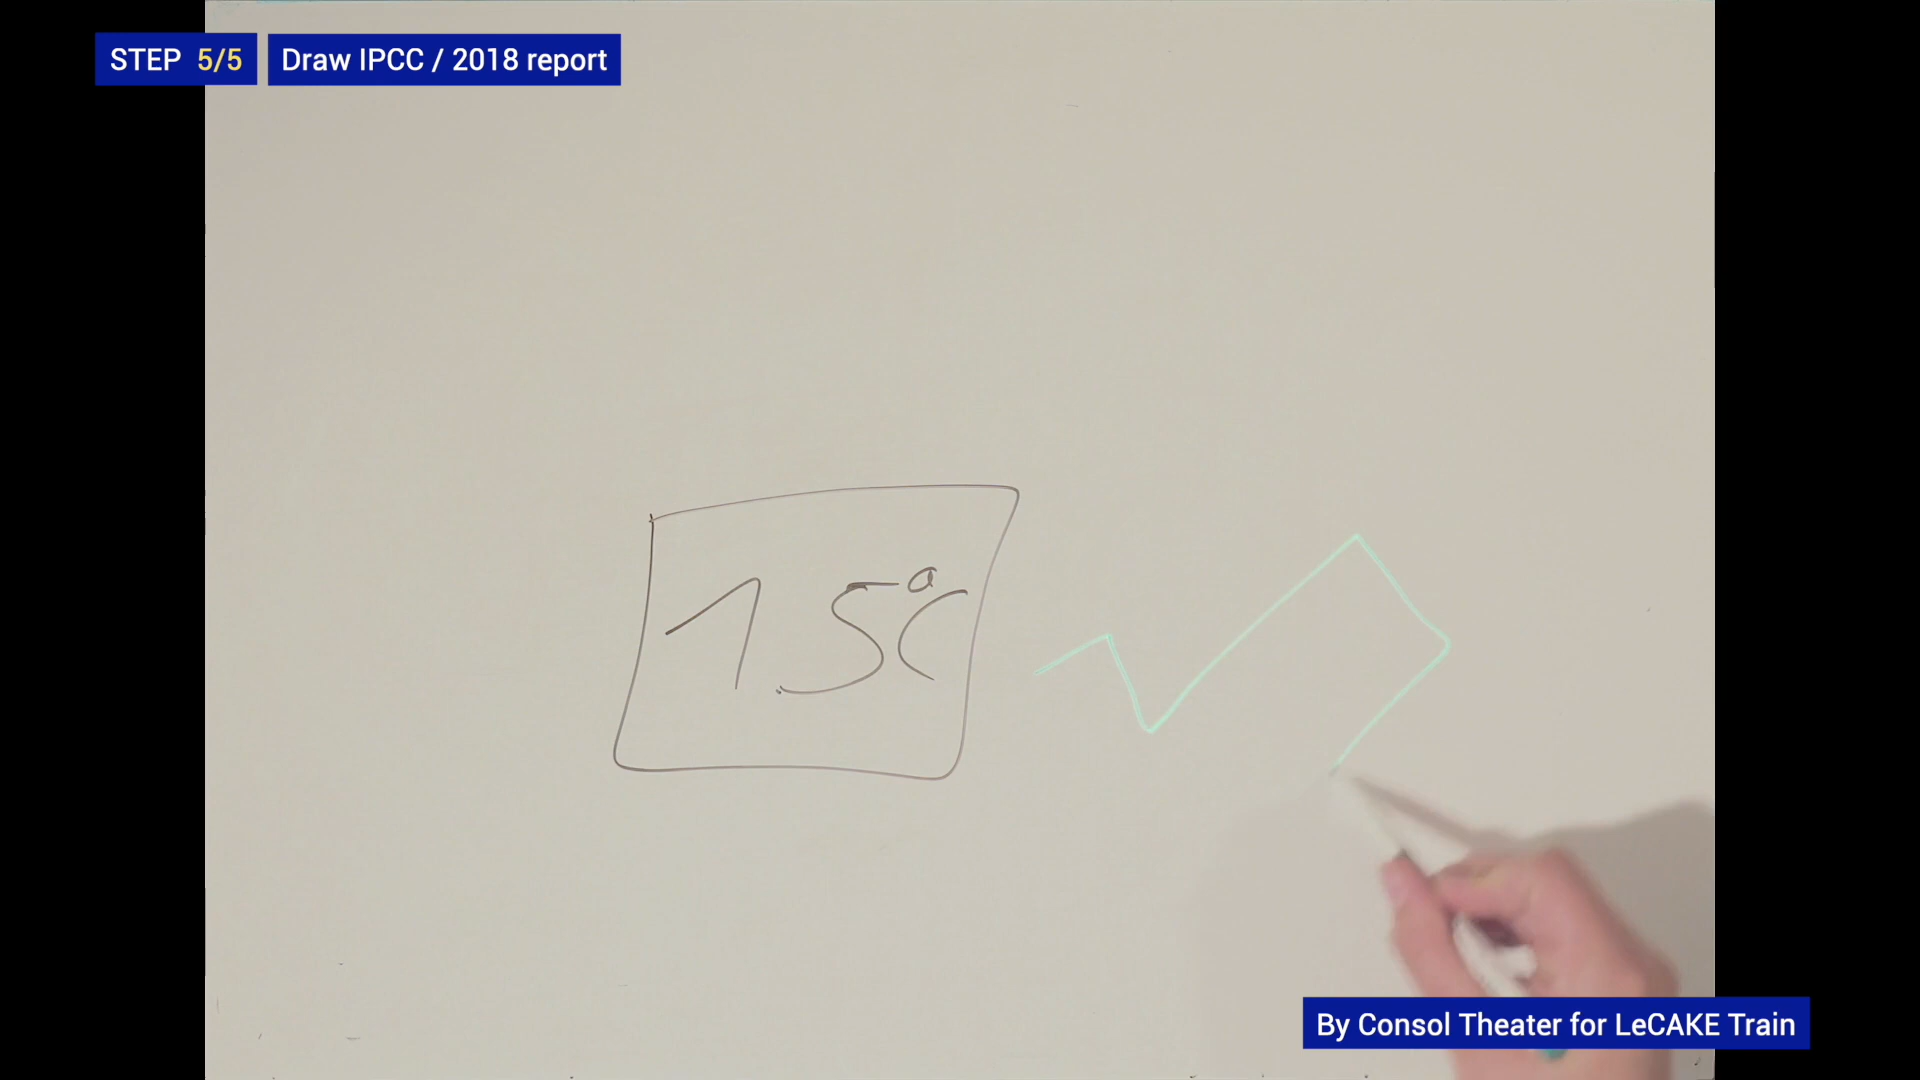 STEP 5/5
Draw IPCC / 2018 report
1.5°C
By Consol Theater for LeCAKE Train